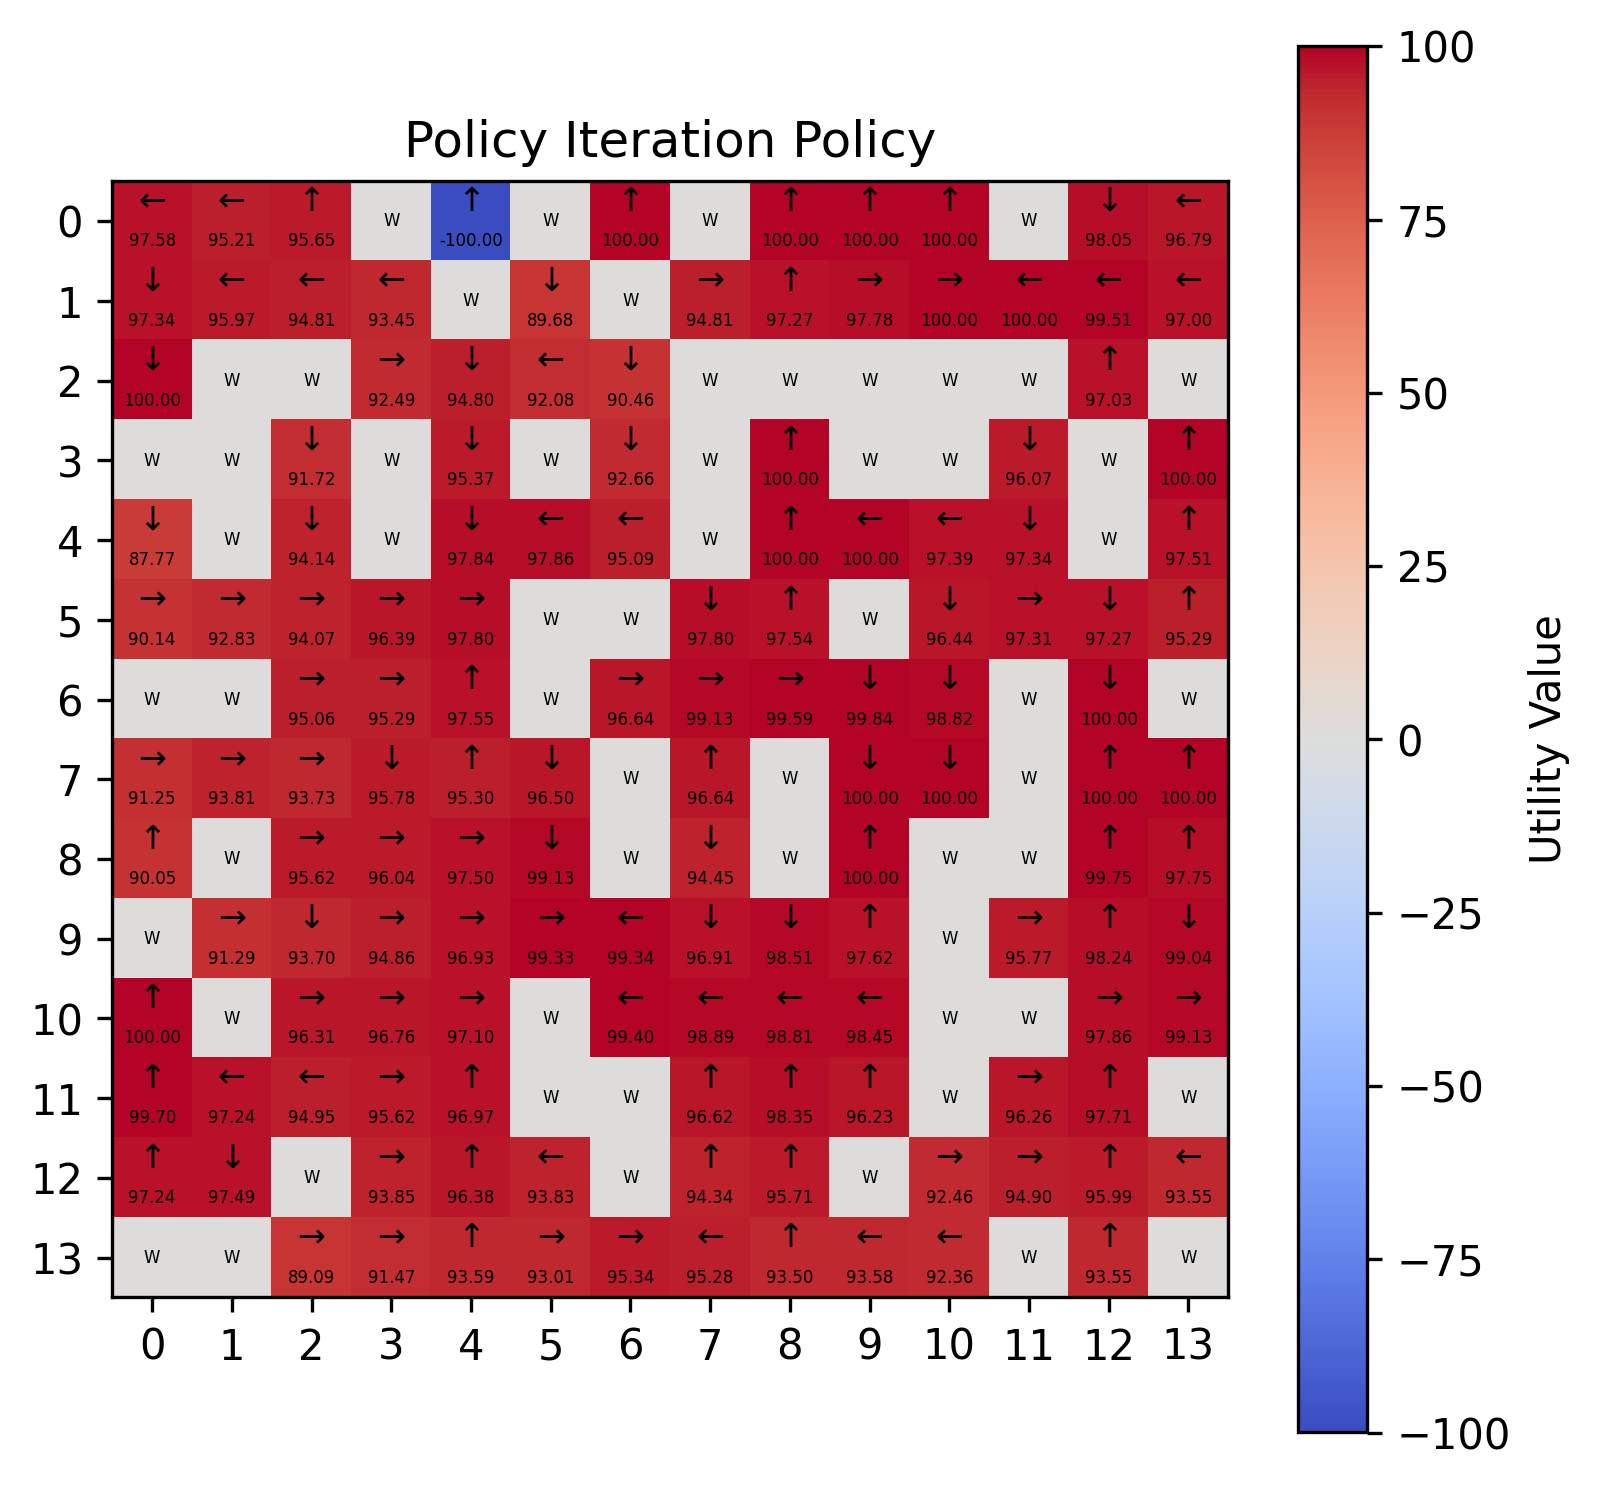 Policy Iteration Policy
0 ← ← ↑ W ↑ W ↑ W ↑ ↑ ↑ W ↓ ←
97.58 95.21 95.65 -100.00 100.00 100.00 100.00 100.00 98.05 96.79
1 ↓ ← ← ← W ↓ W → ↑ → → ← ← ←
97.34 95.97 94.81 93.45 89.68 94.81 97.27 97.78 100.00 100.00 99.51 97.00
2 ↓ W W → ↓ ← ↓ W W W W W ↑ W
100.00 92.49 94.80 92.08 90.46 97.03
3 W W ↓ W ↓ W ↓ W ↑ W W ↓ W ↑
91.72 95.37 92.66 100.00 96.07 100.00
4 ↓ W ↓ W ↓ ← ← W ↑ ← ← ↓ W ↑
87.77 94.14 97.84 97.86 95.09 100.00 100.00 97.39 97.34 97.51
5 → → → → → W W ↓ ↑ W ↓ → ↓ ↑
90.14 92.83 94.07 96.39 97.80 97.80 97.54 96.44 97.31 97.27 95.29
6 W W → → ↑ W → → → ↓ ↓ W ↓ W
95.06 95.29 97.55 96.64 99.13 99.59 99.84 98.82 100.00
7 → → → ↓ ↑ ↓ W ↑ W ↓ ↓ W ↑ ↑
91.25 93.81 93.73 95.78 95.30 96.50 96.64 100.00 100.00 100.00 100.00
8 ↑ W → → → ↓ W ↓ W ↑ W W ↑ ↑
90.05 95.62 96.04 97.50 99.13 94.45 100.00 99.75 97.75
9 W → ↓ → → → ← ↓ ↓ ↑ W → ↑ ↓
91.29 93.70 94.86 96.93 99.33 99.34 96.91 98.51 97.62 95.77 98.24 99.04
10 ↑ W → → → W ← ← ← ← W W → →
100.00 96.31 96.76 97.10 99.40 98.89 98.81 98.45 97.86 99.13
11 ↑ ← ← → ↑ W W ↑ ↑ ↑ W → ↑ W
99.70 97.24 94.95 95.62 96.97 96.62 98.35 96.23 96.26 97.71
12 ↑ ↓ W → ↑ ← W ↑ ↑ W → → ↑ ←
97.24 97.49 93.85 96.38 93.83 94.34 95.71 92.46 94.90 95.99 93.55
13 W W → → ↑ → → ← ↑ ← ← W ↑ W
89.09 91.47 93.59 93.01 95.34 95.28 93.50 93.58 92.36 93.55
0 1 2 3 4 5 6 7 8 9 10 11 12 13
100
75
50
25
0
−25
−50
−75
−100
Utility Value